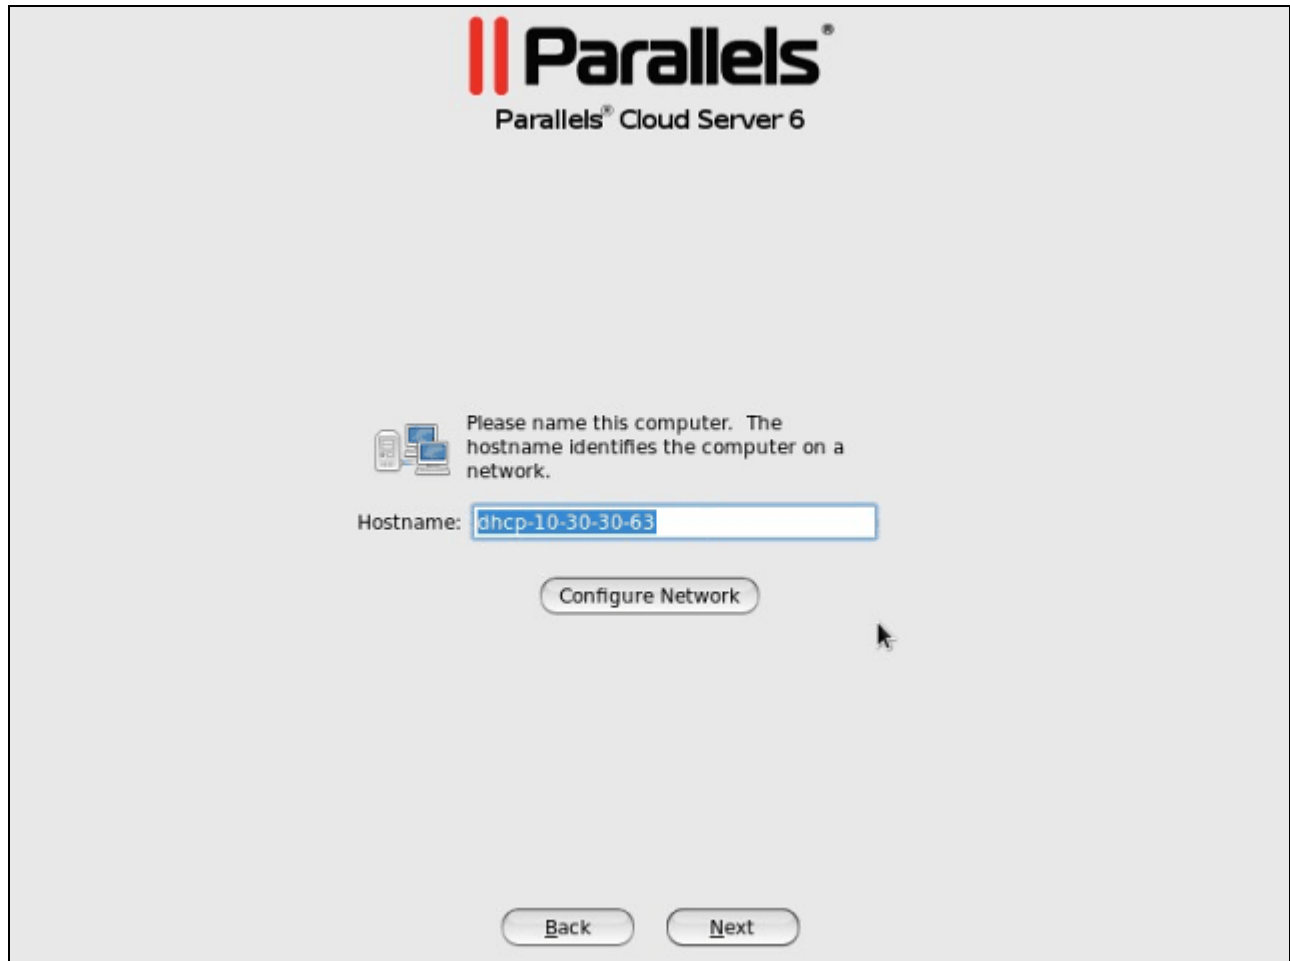 Parallels®
Parallels® Cloud Server 6
Please name this computer.  The
hostname identifies the computer on a
network.
Hostname: dhcp-10-30-30-63
Configure Network
Back Next